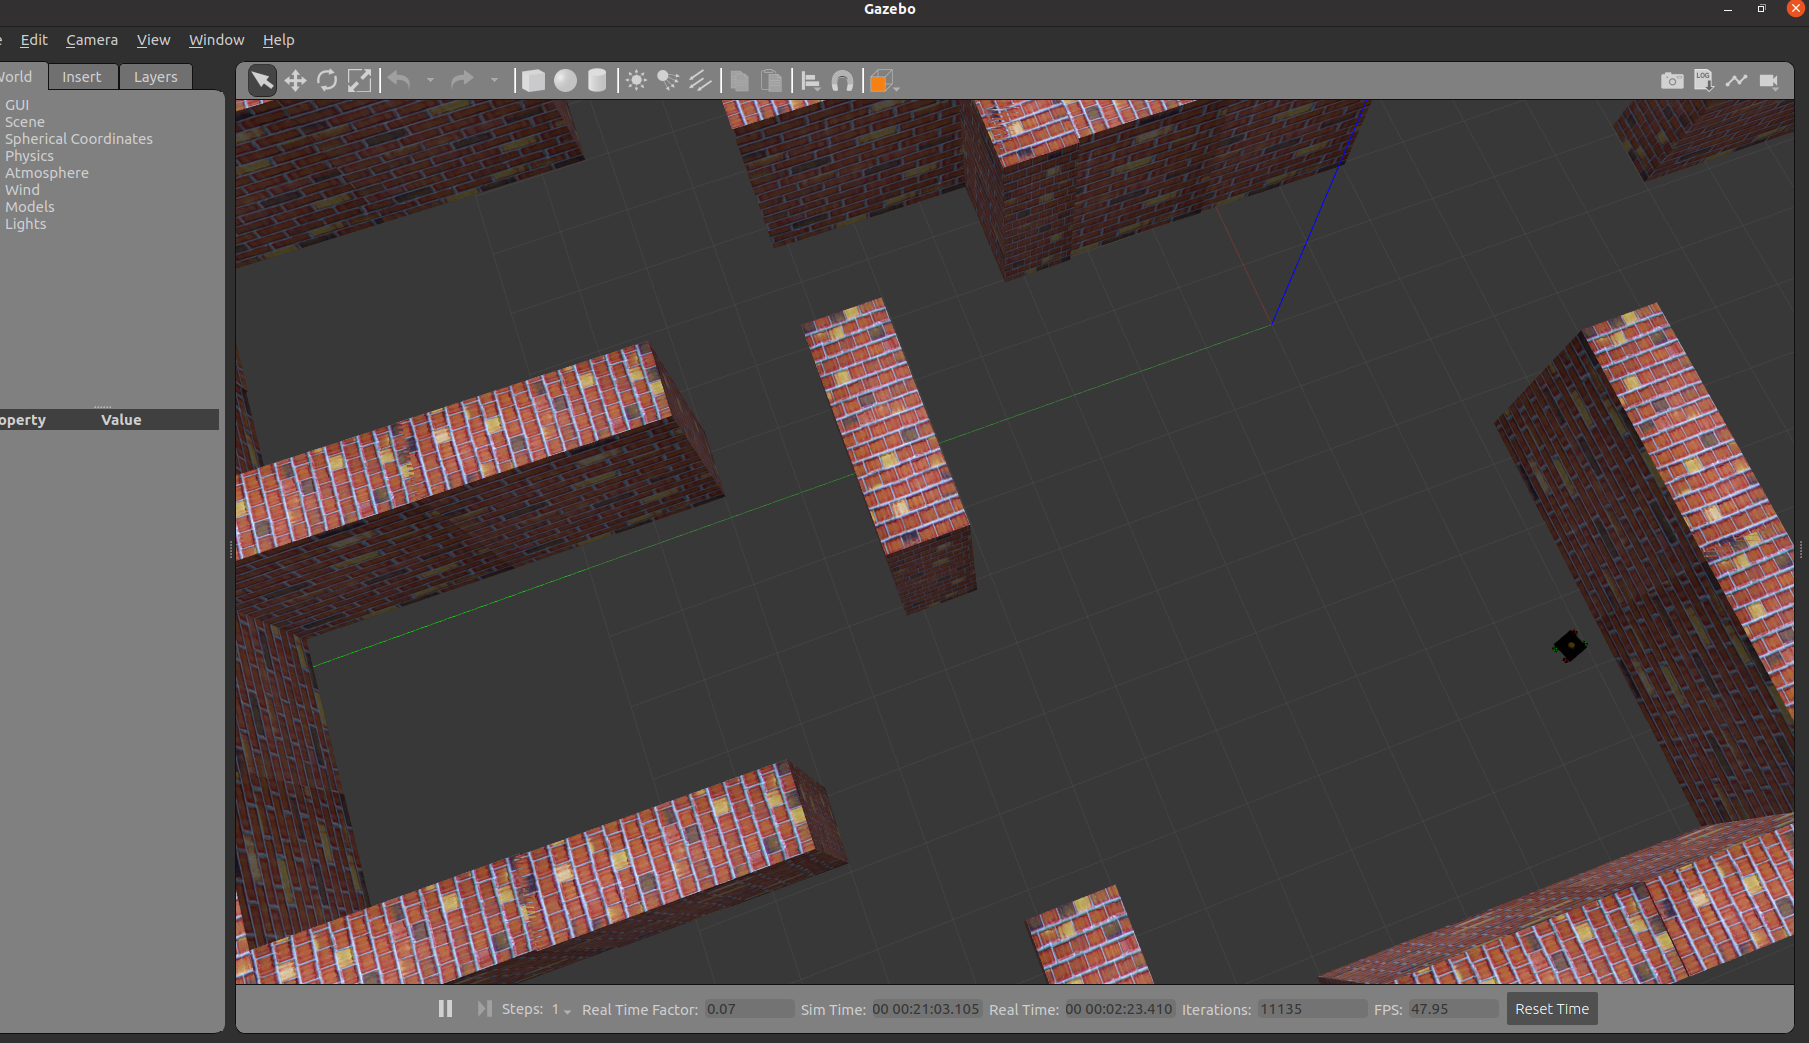 Gazebo
Edit Camera View Window Help
World Insert Layers
GUI
Scene
Spherical Coordinates
Physics
Atmosphere
Wind
Models
Lights
operty Value
LOG
Steps: 1 Real Time Factor: 0.07 Sim Time: 00 00:21:03.105 Real Time: 00 00:02:23.410 Iterations: 11135 FPS: 47.95 Reset Time